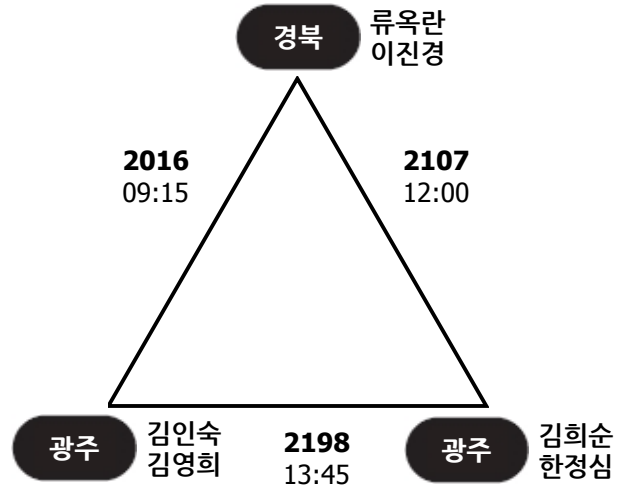 경북
류옥란
이진경
2016
09:15
2107
12:00
광주
김인숙
김영희
2198
13:45
광주
김희순
한정심